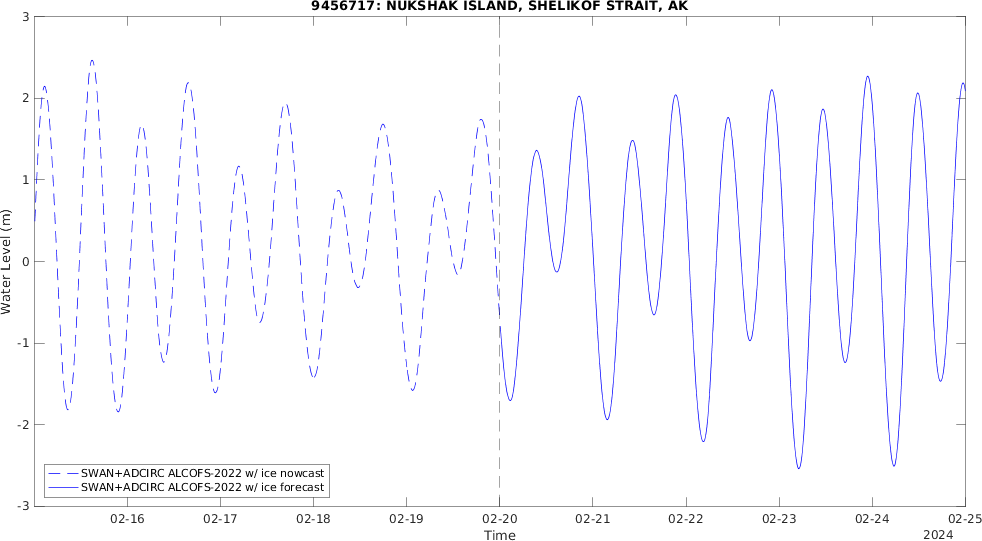 9456717: NUKSHAK ISLAND, SHELIKOF STRAIT, AK
3
2
1
0
-1
-2
-3
Water Level (m)
SWAN+ADCIRC ALCOFS-2022 w/ ice nowcast
SWAN+ADCIRC ALCOFS-2022 w/ ice forecast
02-16 02-17 02-18 02-19 02-20 02-21 02-22 02-23 02-24 02-25
Time
2024